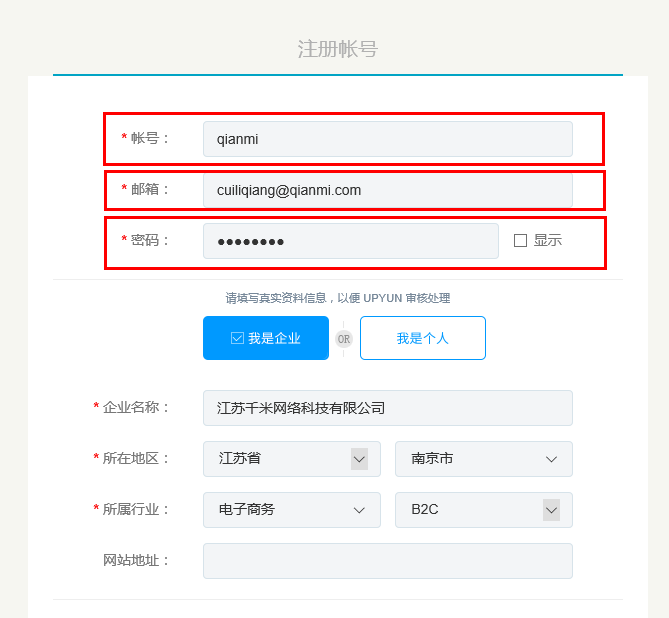 注册帐号
* 帐号： qianmi
* 邮箱： cuiliqiang@qianmi.com
* 密码： ●●●●●●●● 显示
请填写真实资料信息，以便 UPYUN 审核处理
我是企业 OR 我是个人
* 企业名称： 江苏千米网络科技有限公司
* 所在地区： 江苏省 南京市
* 所属行业： 电子商务 B2C
网站地址：